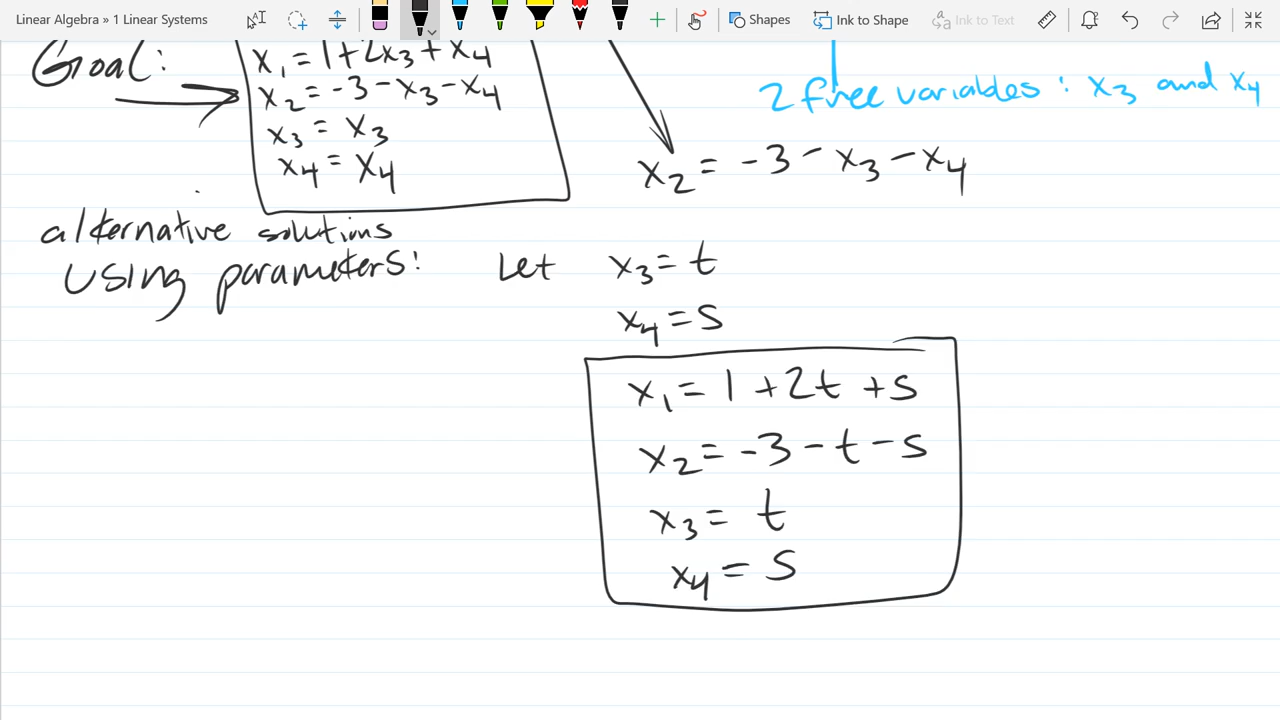 Linear Algebra » 1 Linear Systems
Shapes
Ink to Shape
Ink to Text
Goal:
x₁ = 1+2x₃+x₄
x₂ = -3-x₃-x₄
x₃ = x₃
x₄ = x₄
2 free variables: x₃ and x₄
x₂ = -3-x₃-x₄
alternative solutions
using parameters:
Let x₃ = t
x₄ = s
x₁ = 1+2t+s
x₂ = -3-t-s
x₃ = t
x₄ = s